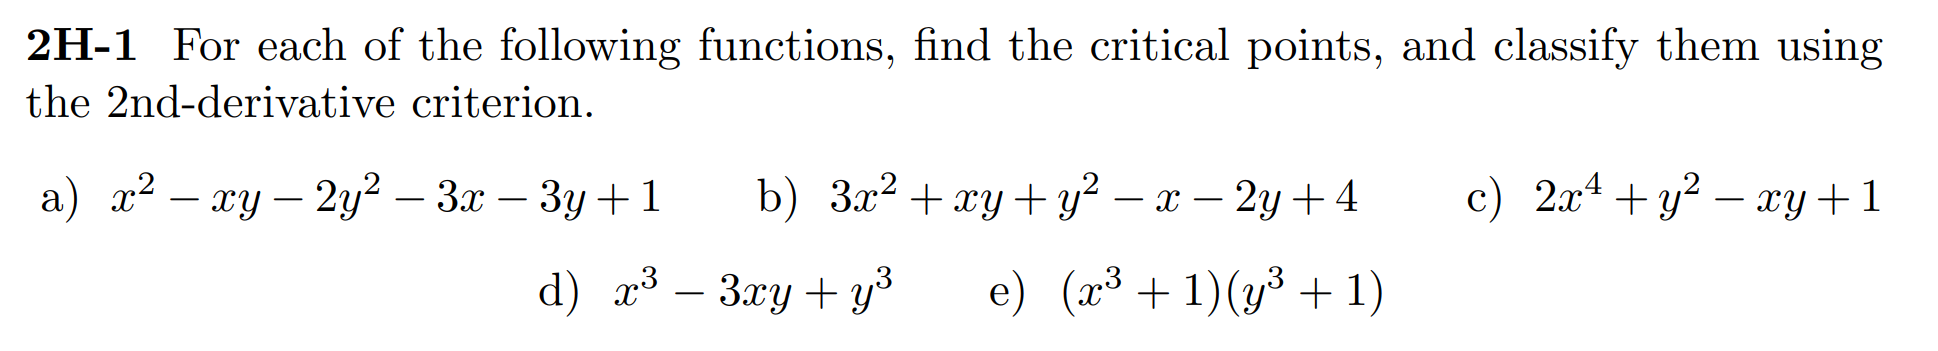 2H-1 For each of the following functions, find the critical points, and classify them using
the 2nd-derivative criterion.
a) x² − xy − 2y² − 3x − 3y + 1 b) 3x² + xy + y² − x − 2y + 4 c) 2x⁴ + y² − xy + 1
d) x³ − 3xy + y³ e) (x³ + 1)(y³ + 1)